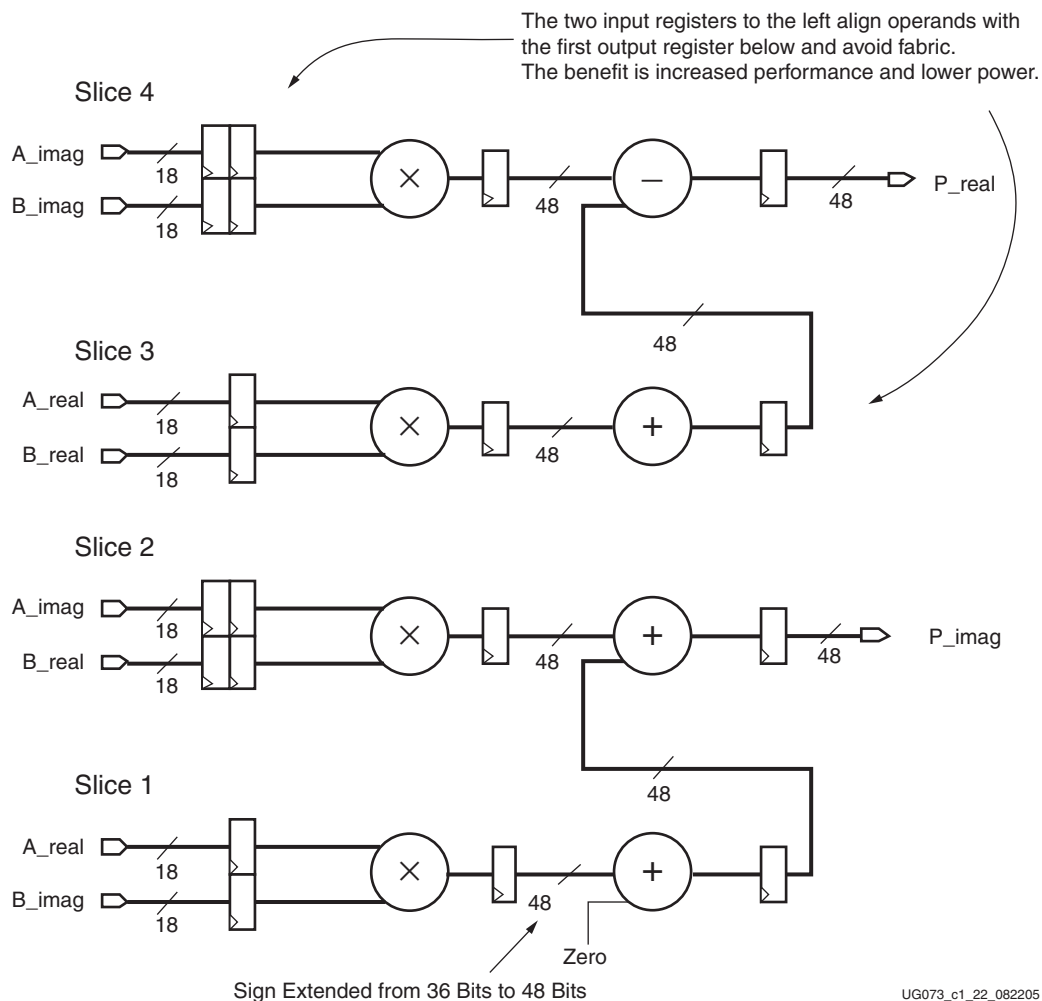 The two input registers to the left align operands with
the first output register below and avoid fabric.
The benefit is increased performance and lower power.
Slice 4
A_imag
18
B_imag
18
×
48
–
48
P_real
48
Slice 3
A_real
18
B_real
18
×
48
+
Slice 2
A_imag
18
B_real
18
×
48
+
48
P_imag
48
Slice 1
A_real
18
B_imag
18
×
48
+
Zero
Sign Extended from 36 Bits to 48 Bits
UG073_c1_22_082205